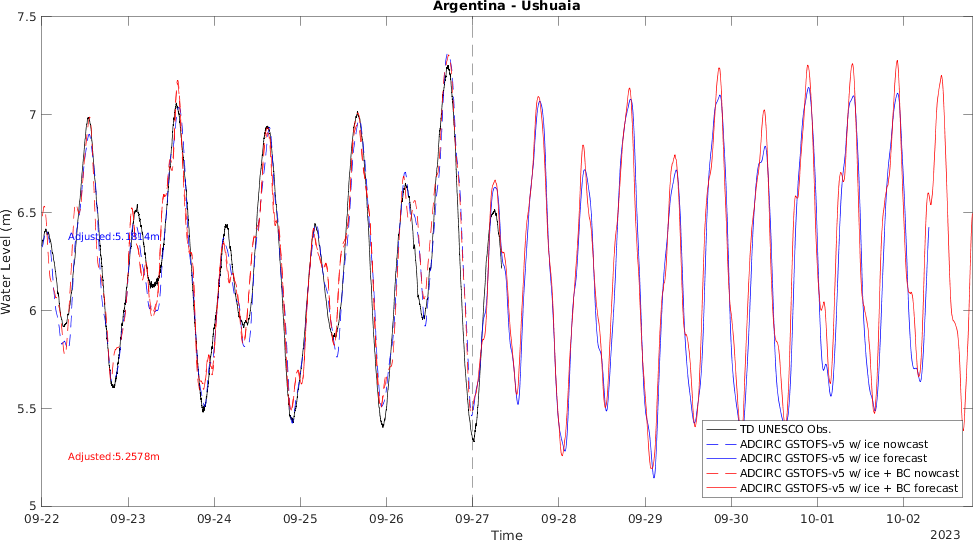 Argentina - Ushuaia
7.5
7
6.5
6
5.5
5
Water Level (m)
Adjusted:5.1814m
Adjusted:5.2578m
TD UNESCO Obs.
ADCIRC GSTOFS-v5 w/ ice nowcast
ADCIRC GSTOFS-v5 w/ ice forecast
ADCIRC GSTOFS-v5 w/ ice + BC nowcast
ADCIRC GSTOFS-v5 w/ ice + BC forecast
09-22 09-23 09-24 09-25 09-26 09-27 09-28 09-29 09-30 10-01 10-02
Time
2023